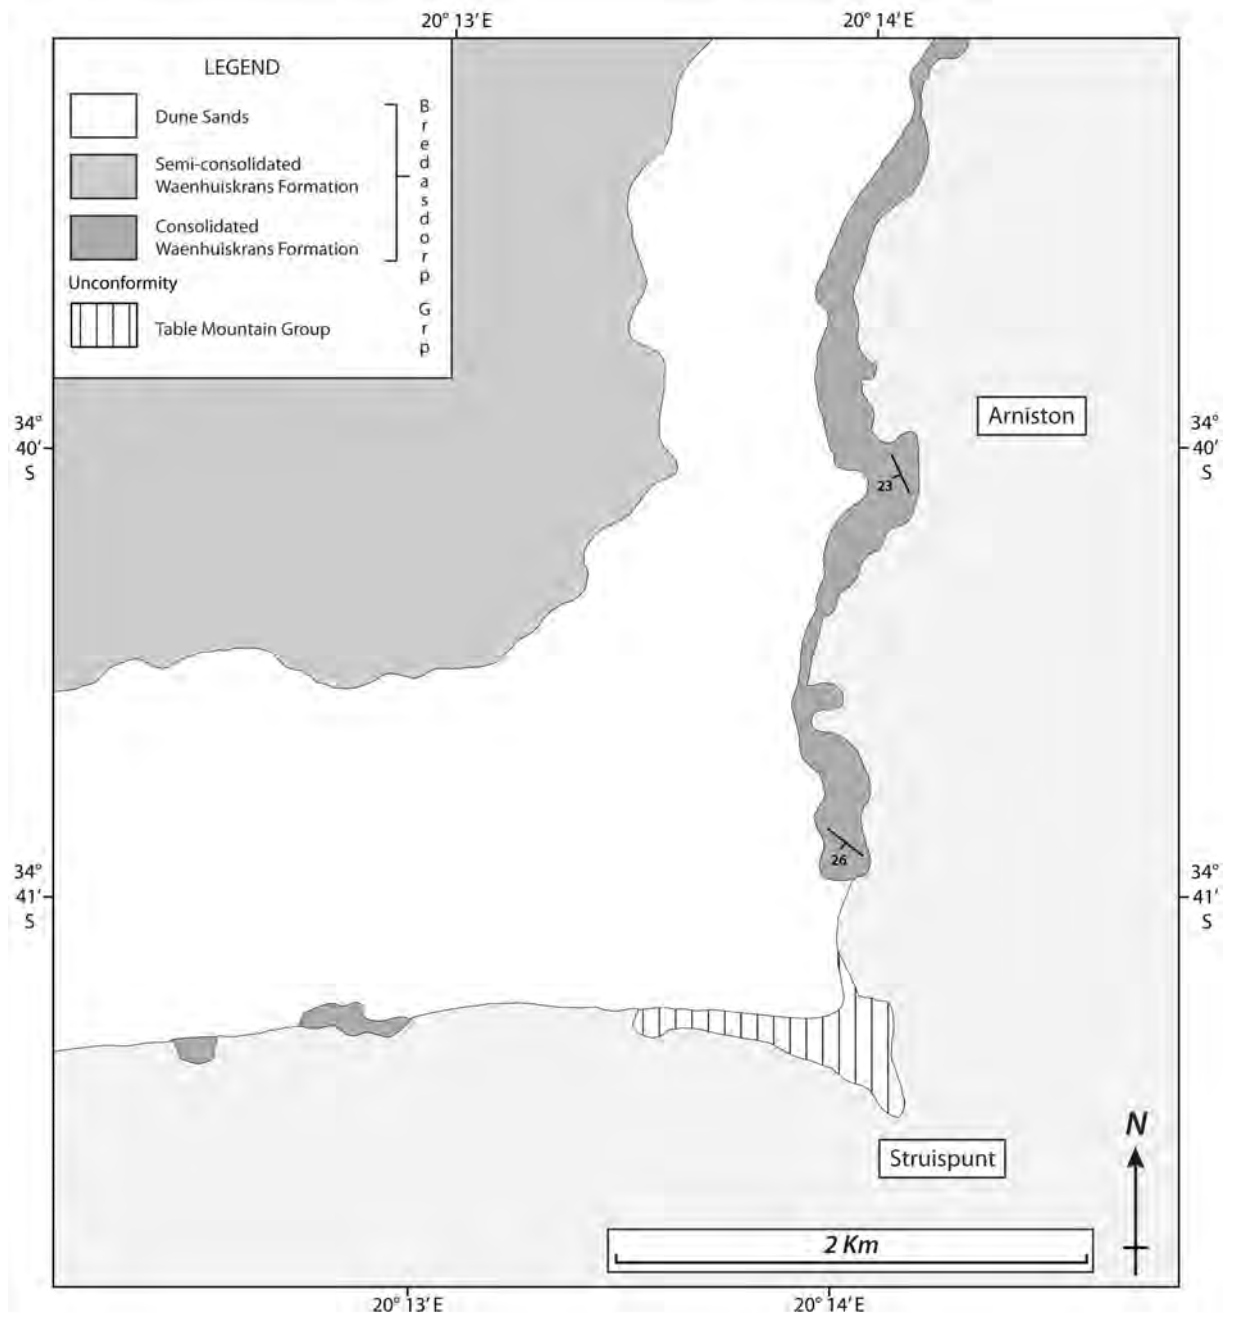 20° 13' E
20° 14' E
LEGEND
Dune Sands
Semi-consolidated
Waenhuiskrans Formation
Consolidated
Waenhuiskrans Formation
Bredasdorp Grp
Unconformity
Table Mountain Group
34°
40'
S
34°
40'
S
Arniston
23
26
34°
41'
S
34°
41'
S
N
Struispunt
2 Km
20° 13' E
20° 14' E